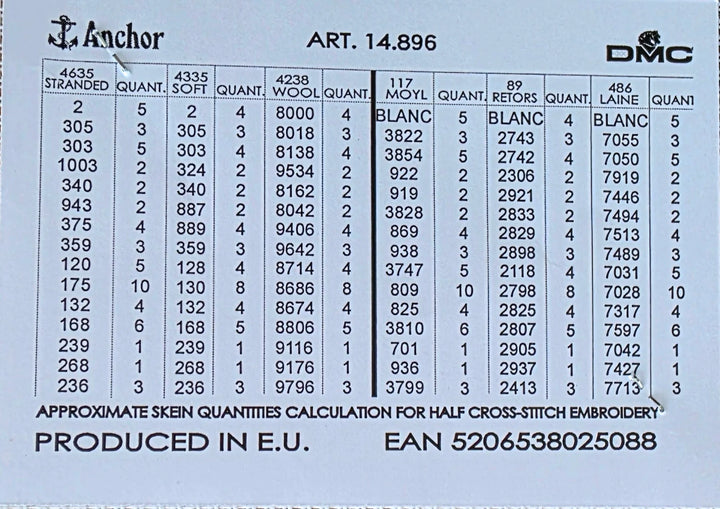 Anchor ART. 14.896 DMC
4635 STRANDED QUANT. 4335 SOFT QUANT. 4238 WOOL QUANT. 117 MOYL QUANT. 89 RETORS QUANT. 486 LAINE QUANT
2 5 2 4 8000 4 BLANC 5 BLANC 4 BLANC 5
305 3 305 3 8018 3 3822 3 2743 3 7055 3
303 5 303 4 8138 4 3854 5 2742 4 7050 5
1003 2 324 2 9534 2 922 2 2306 2 7919 2
340 2 340 2 8162 2 919 2 2921 2 7446 2
943 2 887 2 8042 2 3828 2 2833 2 7494 2
375 4 889 4 9406 4 869 4 2829 4 7513 4
359 3 359 3 9642 3 938 3 2898 3 7489 3
120 5 128 4 8714 4 3747 5 2118 4 7031 5
175 10 130 8 8686 8 809 10 2798 8 7028 10
132 4 132 4 8674 4 825 4 2825 4 7317 4
168 6 168 5 8806 5 3810 6 2807 5 7597 6
239 1 239 1 9116 1 701 1 2905 1 7042 1
268 1 268 1 9176 1 936 1 2937 1 7427 1
236 3 236 3 9796 3 3799 3 2413 3 7713 3
APPROXIMATE SKEIN QUANTITIES CALCULATION FOR HALF CROSS-STITCH EMBROIDERY
PRODUCED IN E.U. EAN 5206538025088